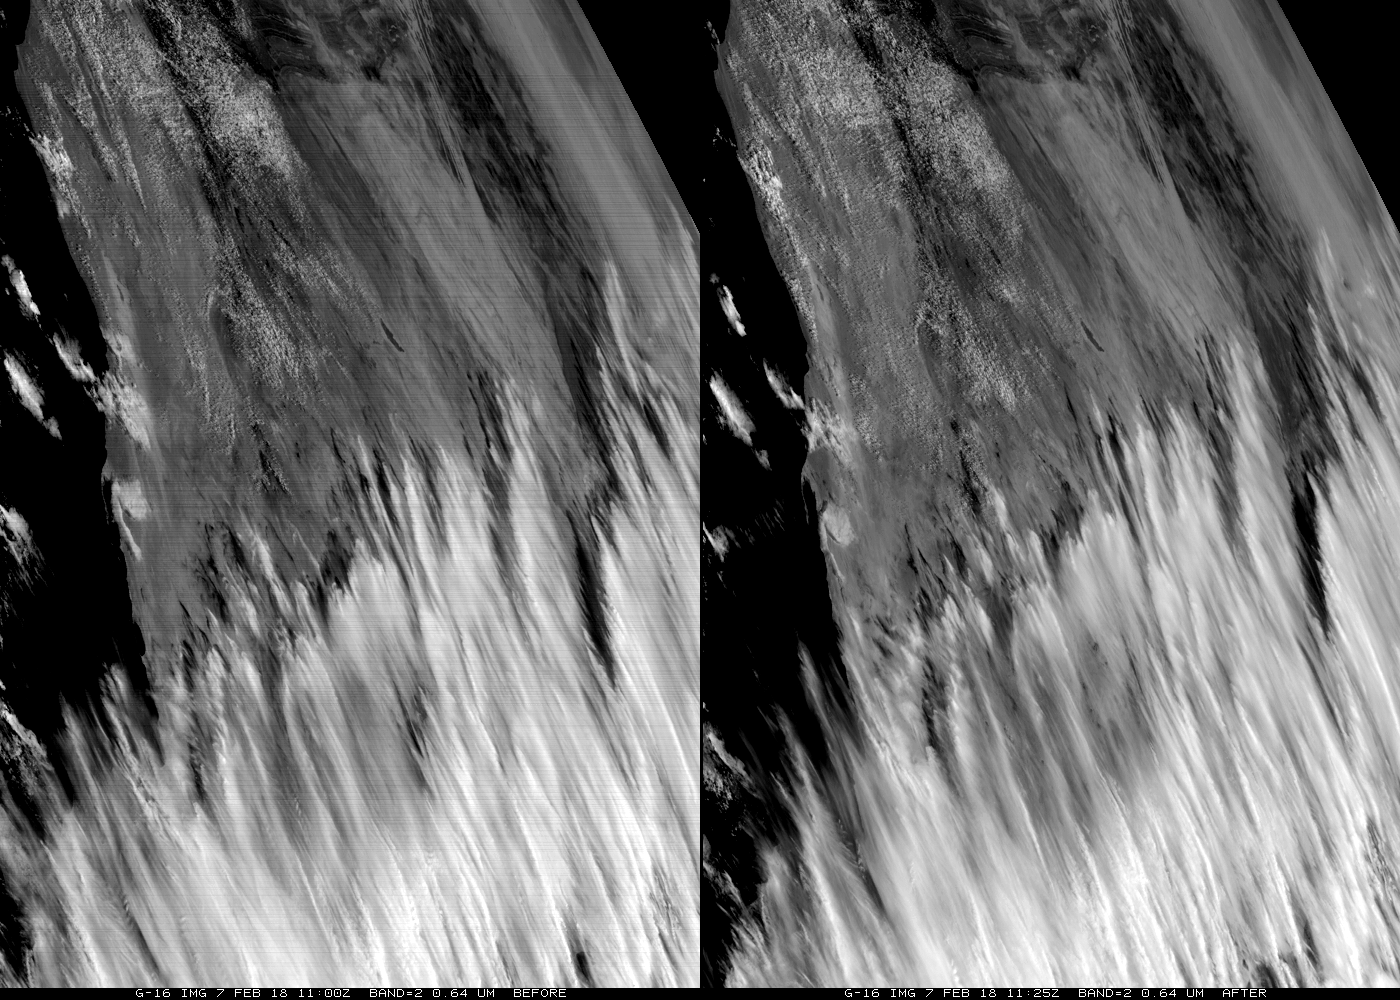 G-16 IMG 7 FEB 18 11:00Z BAND=2 0.64 UM BEFORE
G-16 IMG 7 FEB 18 11:25Z BAND=2 0.64 UM AFTER